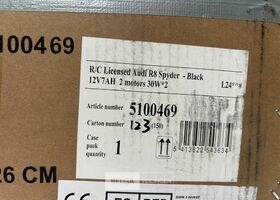 5100469
R/C Licensed Audi R8 Spyder - Black
12V7AH 2 motors 30W*2
Article number 5100469
Carton number 123 (150)
Case pack 1
26 CM